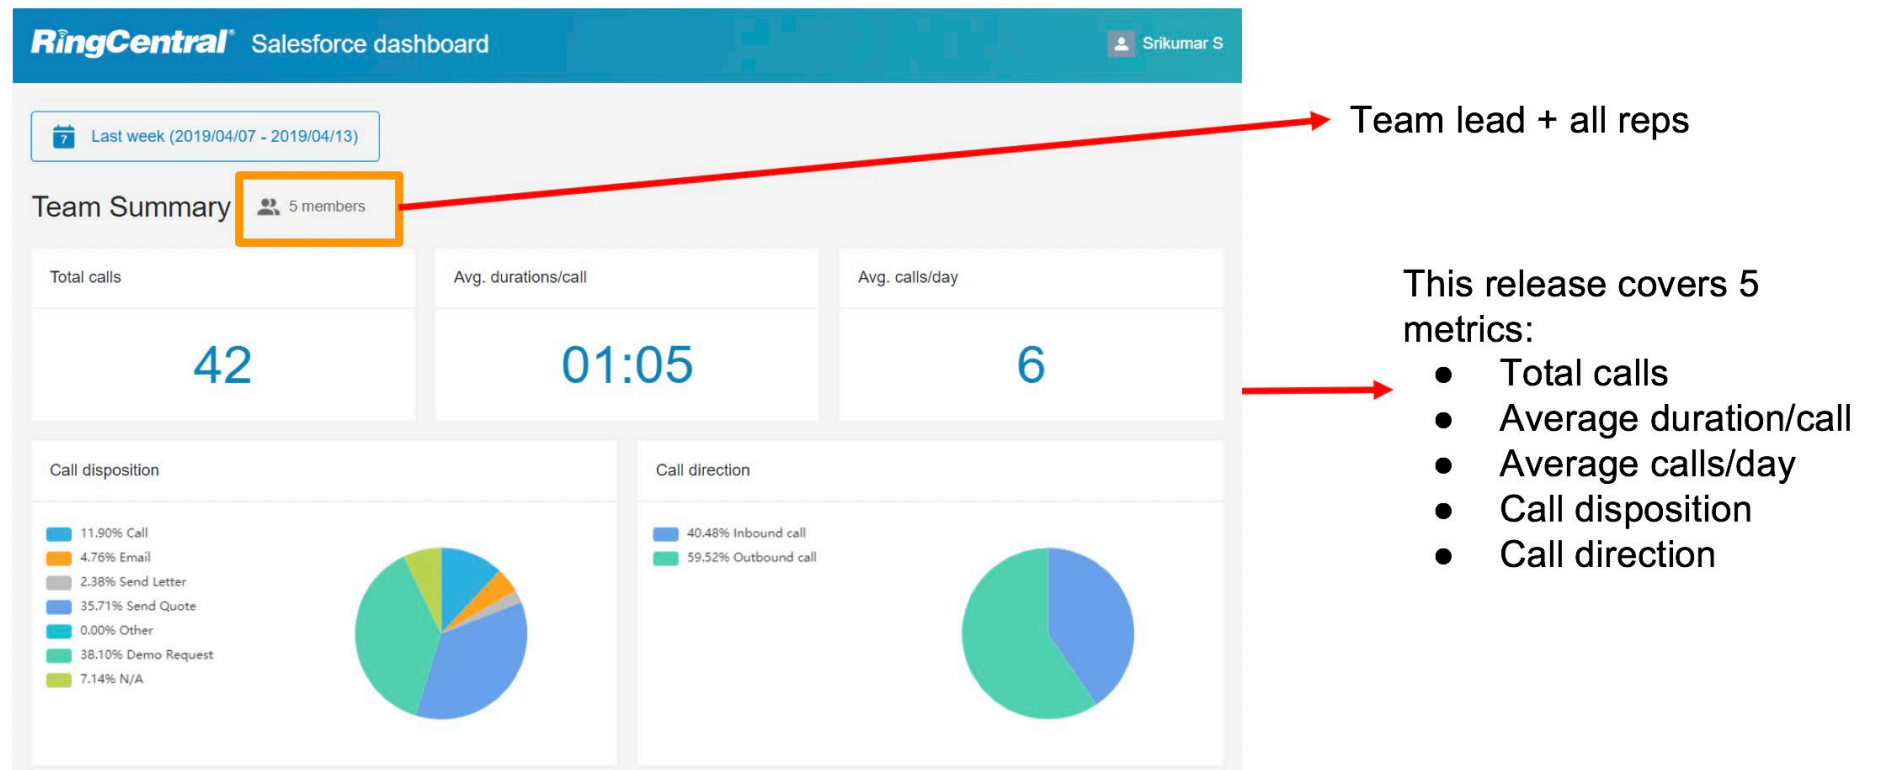 RingCentral® Salesforce dashboard
Srikumar S
7 Last week (2019/04/07 - 2019/04/13)
Team Summary 5 members
Team lead + all reps
Total calls
Avg. durations/call
Avg. calls/day
42
01:05
6
This release covers 5
metrics:
● Total calls
● Average duration/call
● Average calls/day
● Call disposition
● Call direction
Call disposition
11.90% Call
4.76% Email
2.38% Send Letter
35.71% Send Quote
0.00% Other
38.10% Demo Request
7.14% N/A
Call direction
40.48% Inbound call
59.52% Outbound call